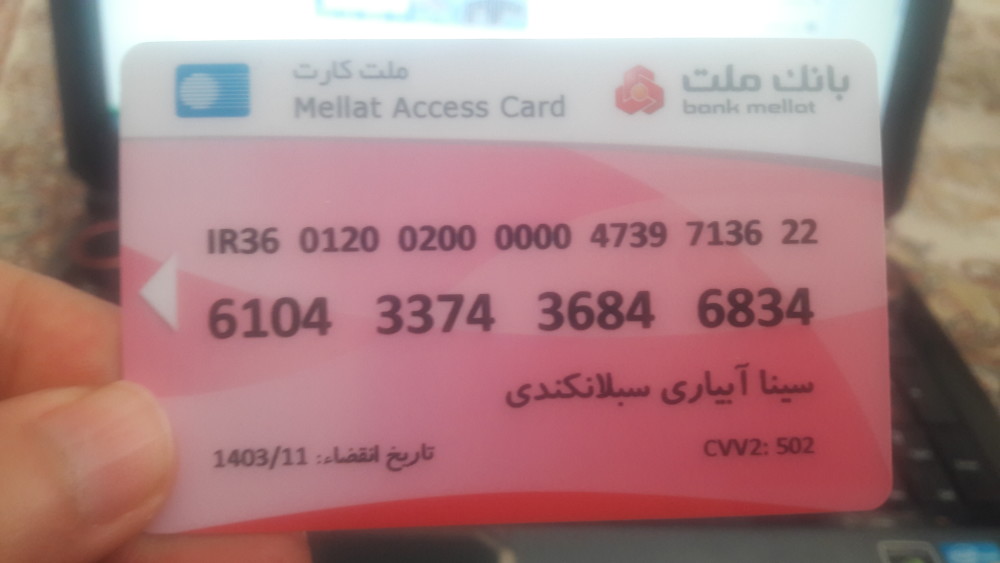 ملت کارت
Mellat Access Card
بانك ملت
bank mellat
IR36 0120 0200 0000 4739 7136 22
6104 3374 3684 6834
سینا آبیاری سبلانکندی
تاریخ انقضاء: 1403/11
CVV2: 502